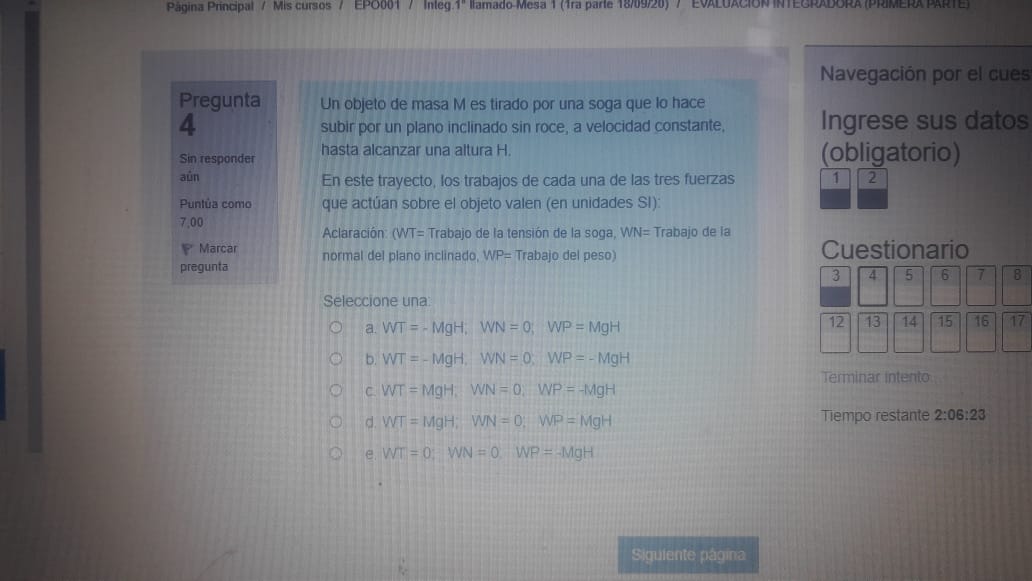 Página Principal / Mis cursos / EPO001 / Integ.1° llamado-Mesa 1 (1ra parte 18/09/20) / EVALUACIÓN INTEGRADORA (PRIMERA PARTE)
Pregunta
4
Sin responder
aún
Puntúa como
7,00
Marcar
pregunta
Un objeto de masa M es tirado por una soga que lo hace
subir por un plano inclinado sin roce, a velocidad constante,
hasta alcanzar una altura H.
En este trayecto, los trabajos de cada una de las tres fuerzas
que actúan sobre el objeto valen (en unidades SI):
Aclaración: (WT= Trabajo de la tensión de la soga, WN= Trabajo de la
normal del plano inclinado, WP= Trabajo del peso)
Seleccione una:
a. WT = - MgH; WN = 0; WP = MgH
b. WT = - MgH; WN = 0; WP = - MgH
c. WT = MgH; WN = 0; WP = -MgH
d. WT = MgH; WN = 0; WP = MgH
e. WT = 0; WN = 0; WP = -MgH
Siguiente página
Navegación por el cues
Ingrese sus datos
(obligatorio)
1 2
Cuestionario
3 4 5 6 7 8
12 13 14 15 16 17
Terminar intento
Tiempo restante 2:06:23